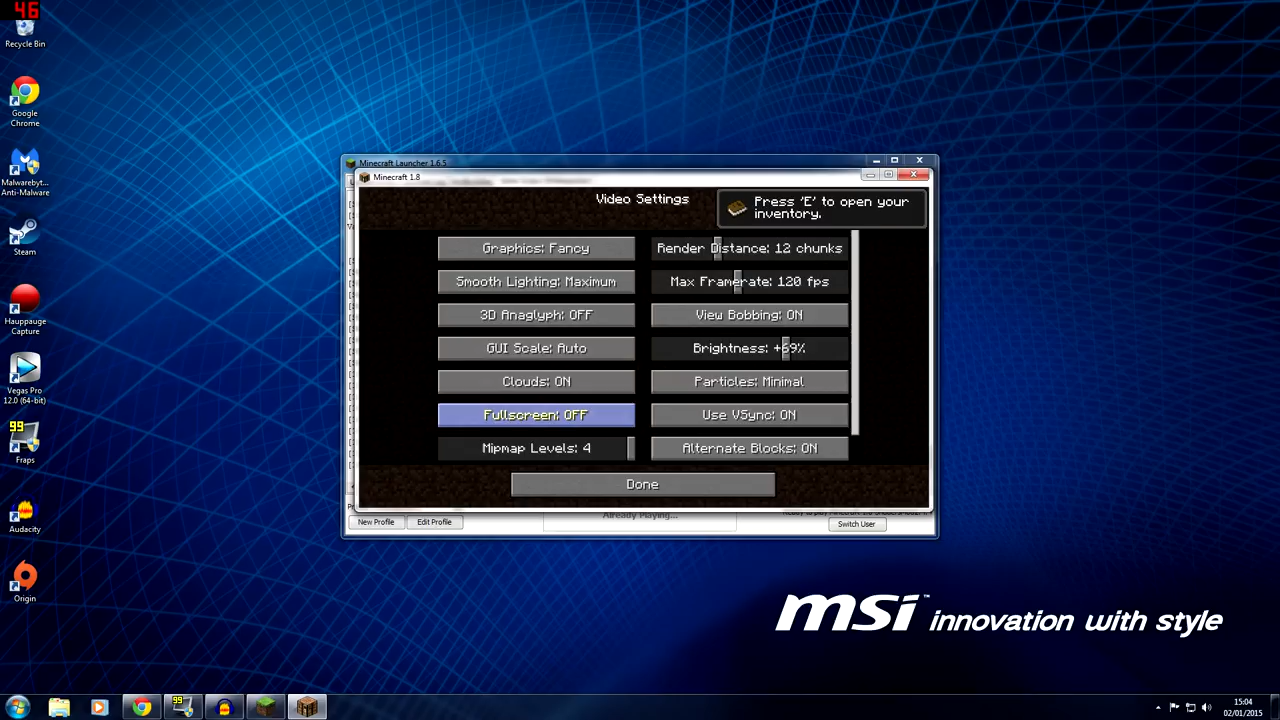 46
Recycle Bin
Google
Chrome
Malwarebyt...
Anti-Malware
Steam
Hauppauge
Capture
Vegas Pro
12.0 (64-bit)
99
Fraps
Audacity
Origin
Minecraft Launcher 1.6.5
Minecraft 1.8
Video Settings
Press 'E' to open your
inventory.
Graphics: Fancy
Render Distance: 12 chunks
Smooth Lighting: Maximum
Max Framerate: 120 fps
3D Anaglyph: OFF
View Bobbing: ON
GUI Scale: Auto
Brightness: +69%
Clouds: ON
Particles: Minimal
Fullscreen: OFF
Use VSync: ON
Mipmap Levels: 4
Alternate Blocks: ON
Done
New Profile
Edit Profile
Already Playing...
Switch User
msi™ innovation with style
99
15:04
02/01/2015